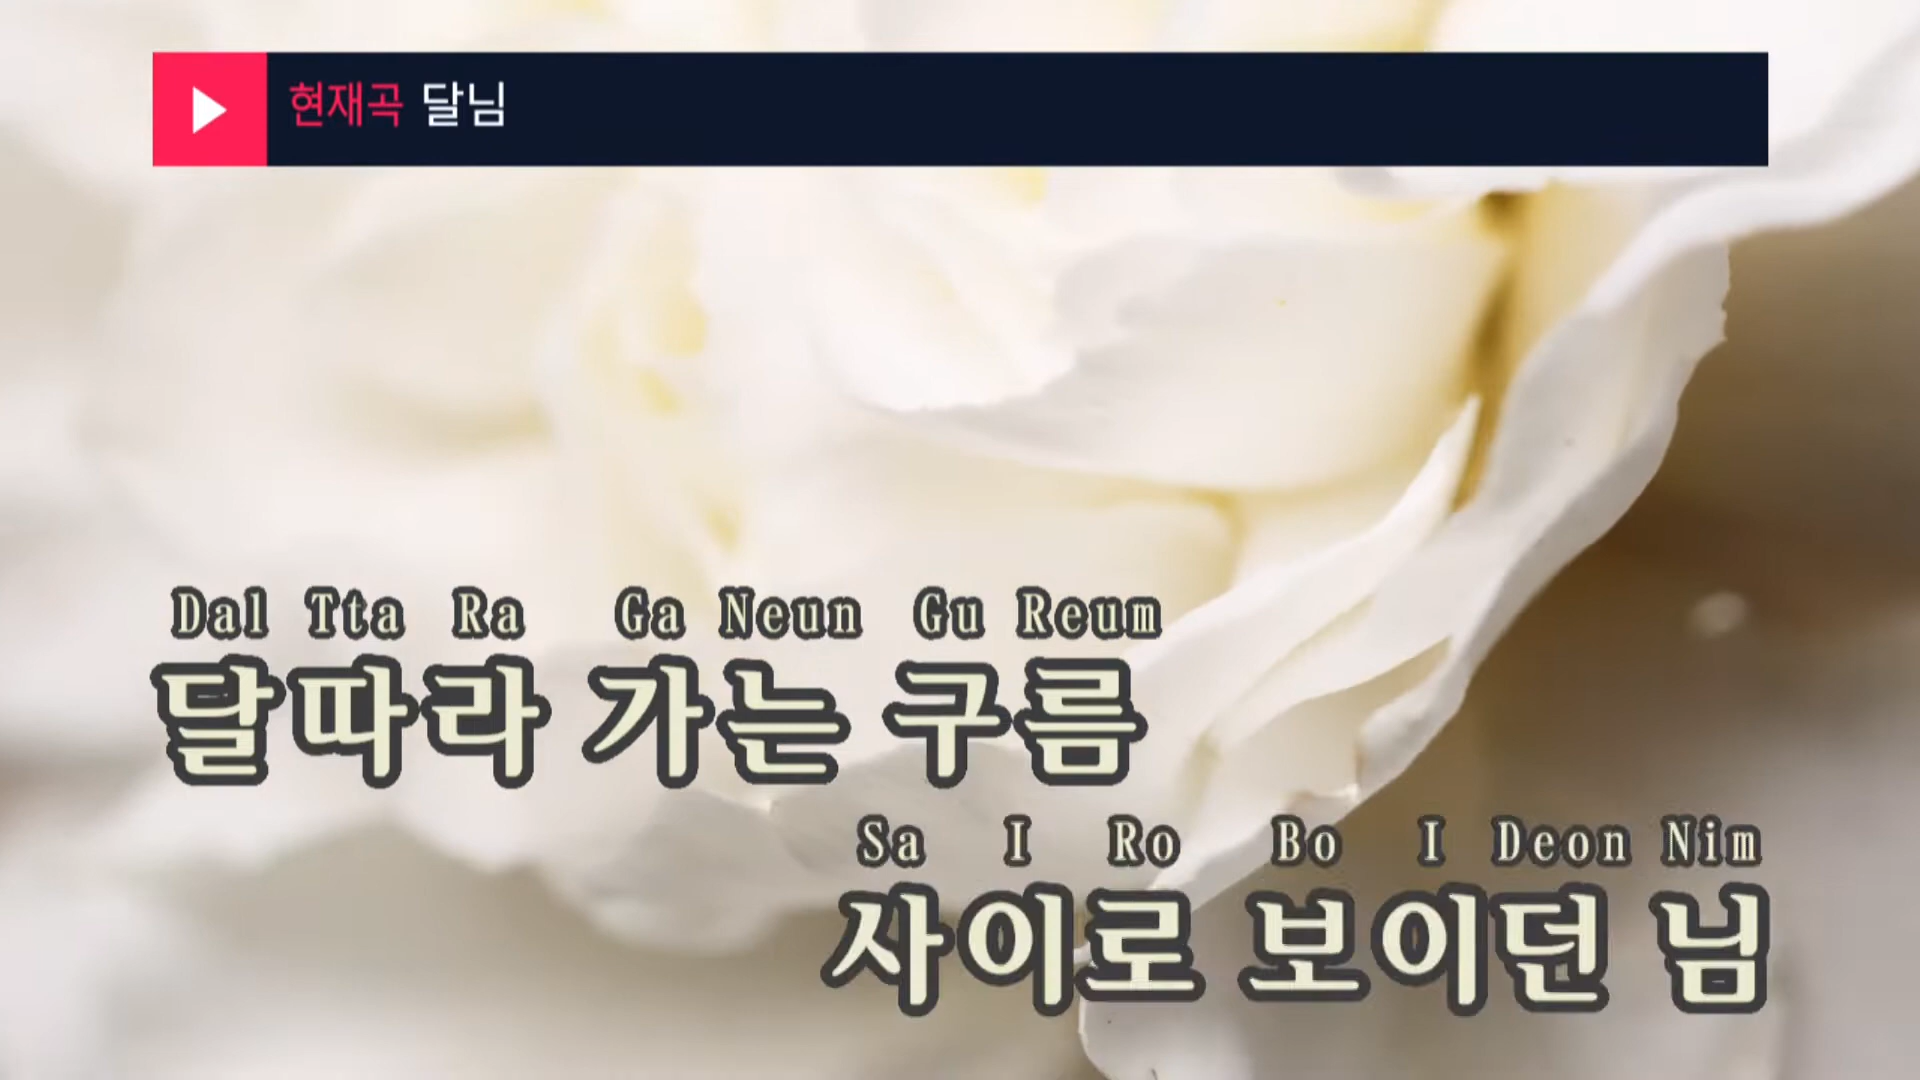 현재곡 달님
Dal Tta Ra Ga Neun Gu Reum
달따라 가는 구름
Sa I Ro Bo I Deon Nim
사이로 보이던 님